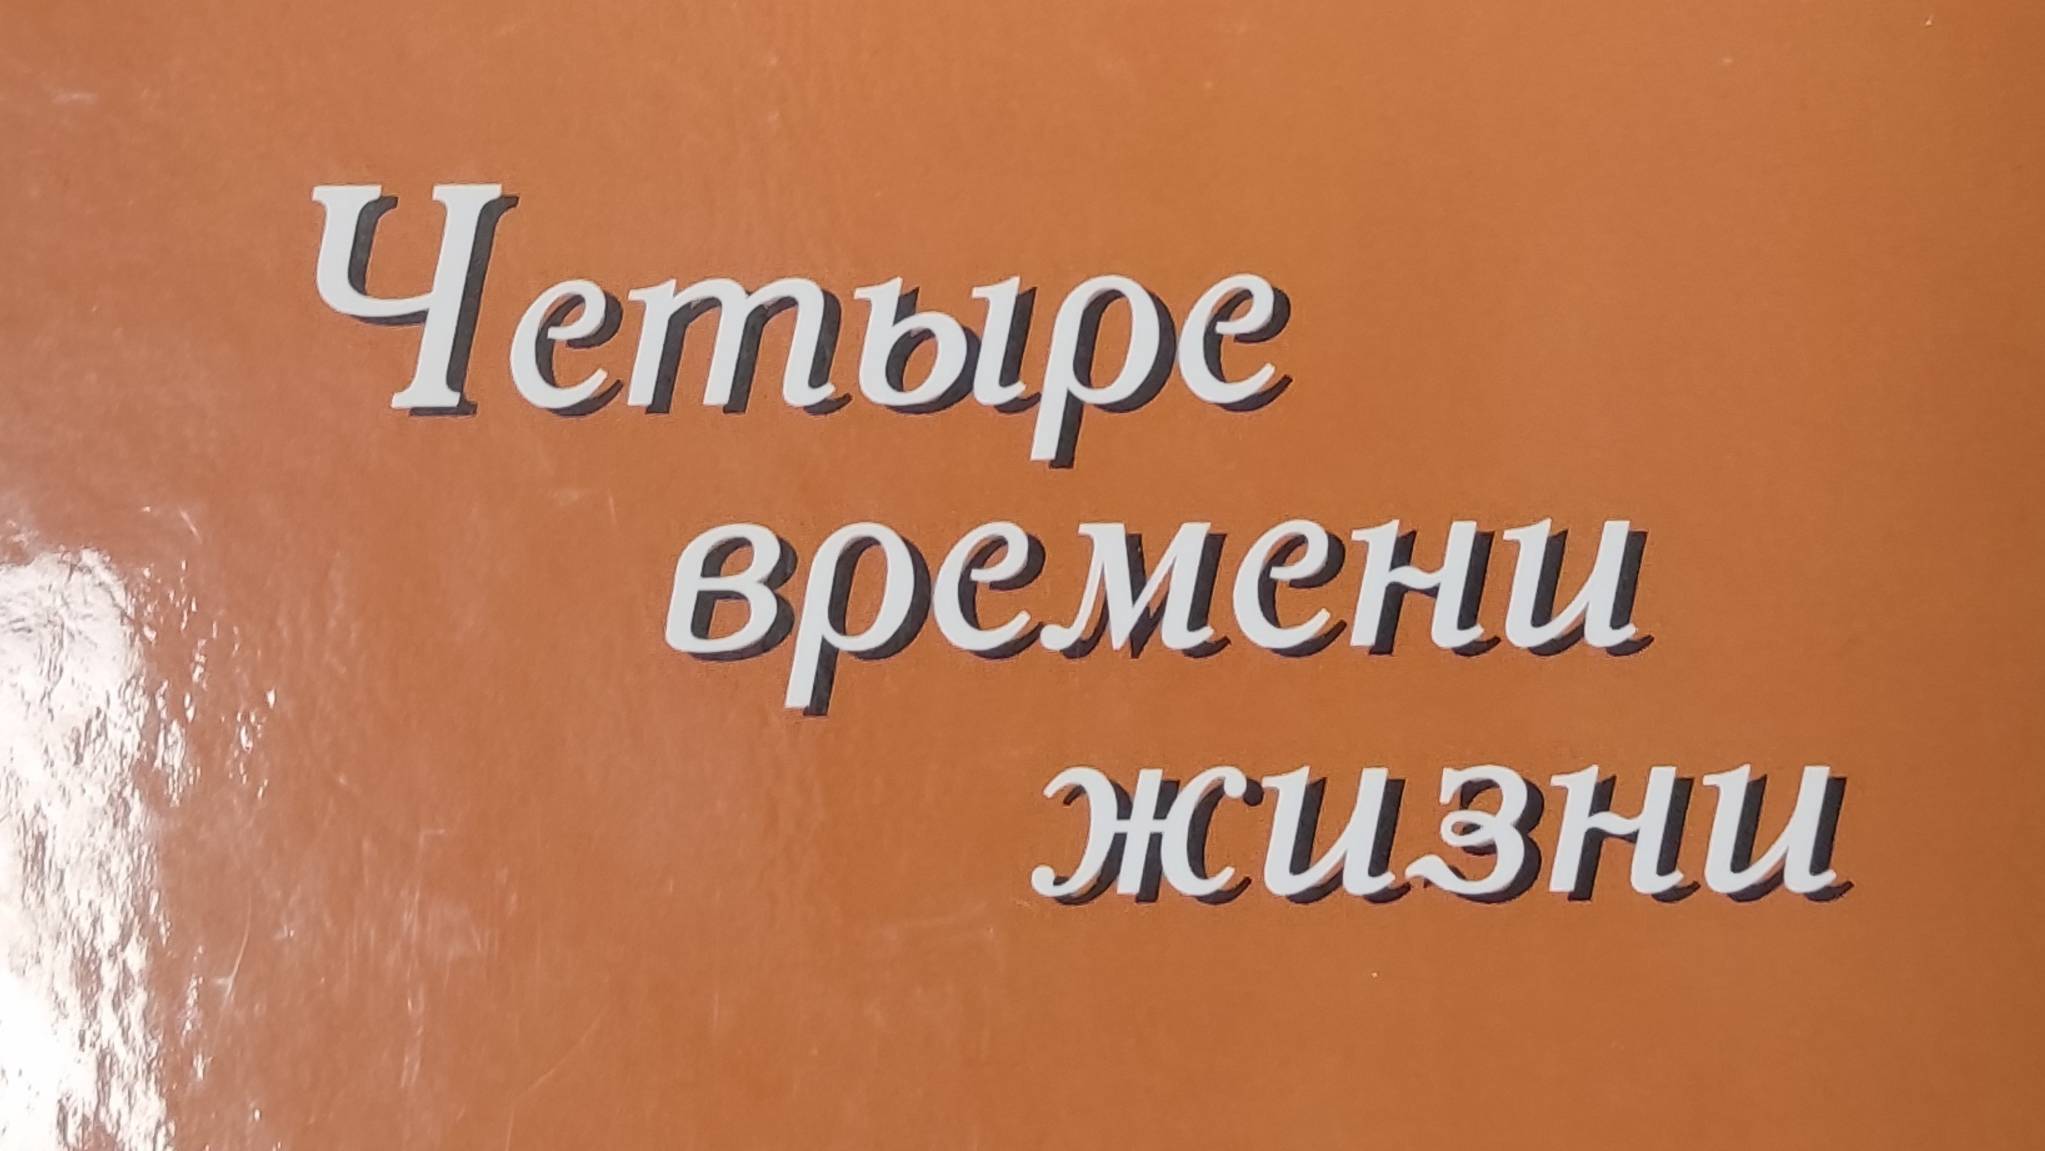 Четыре
времени
жизни